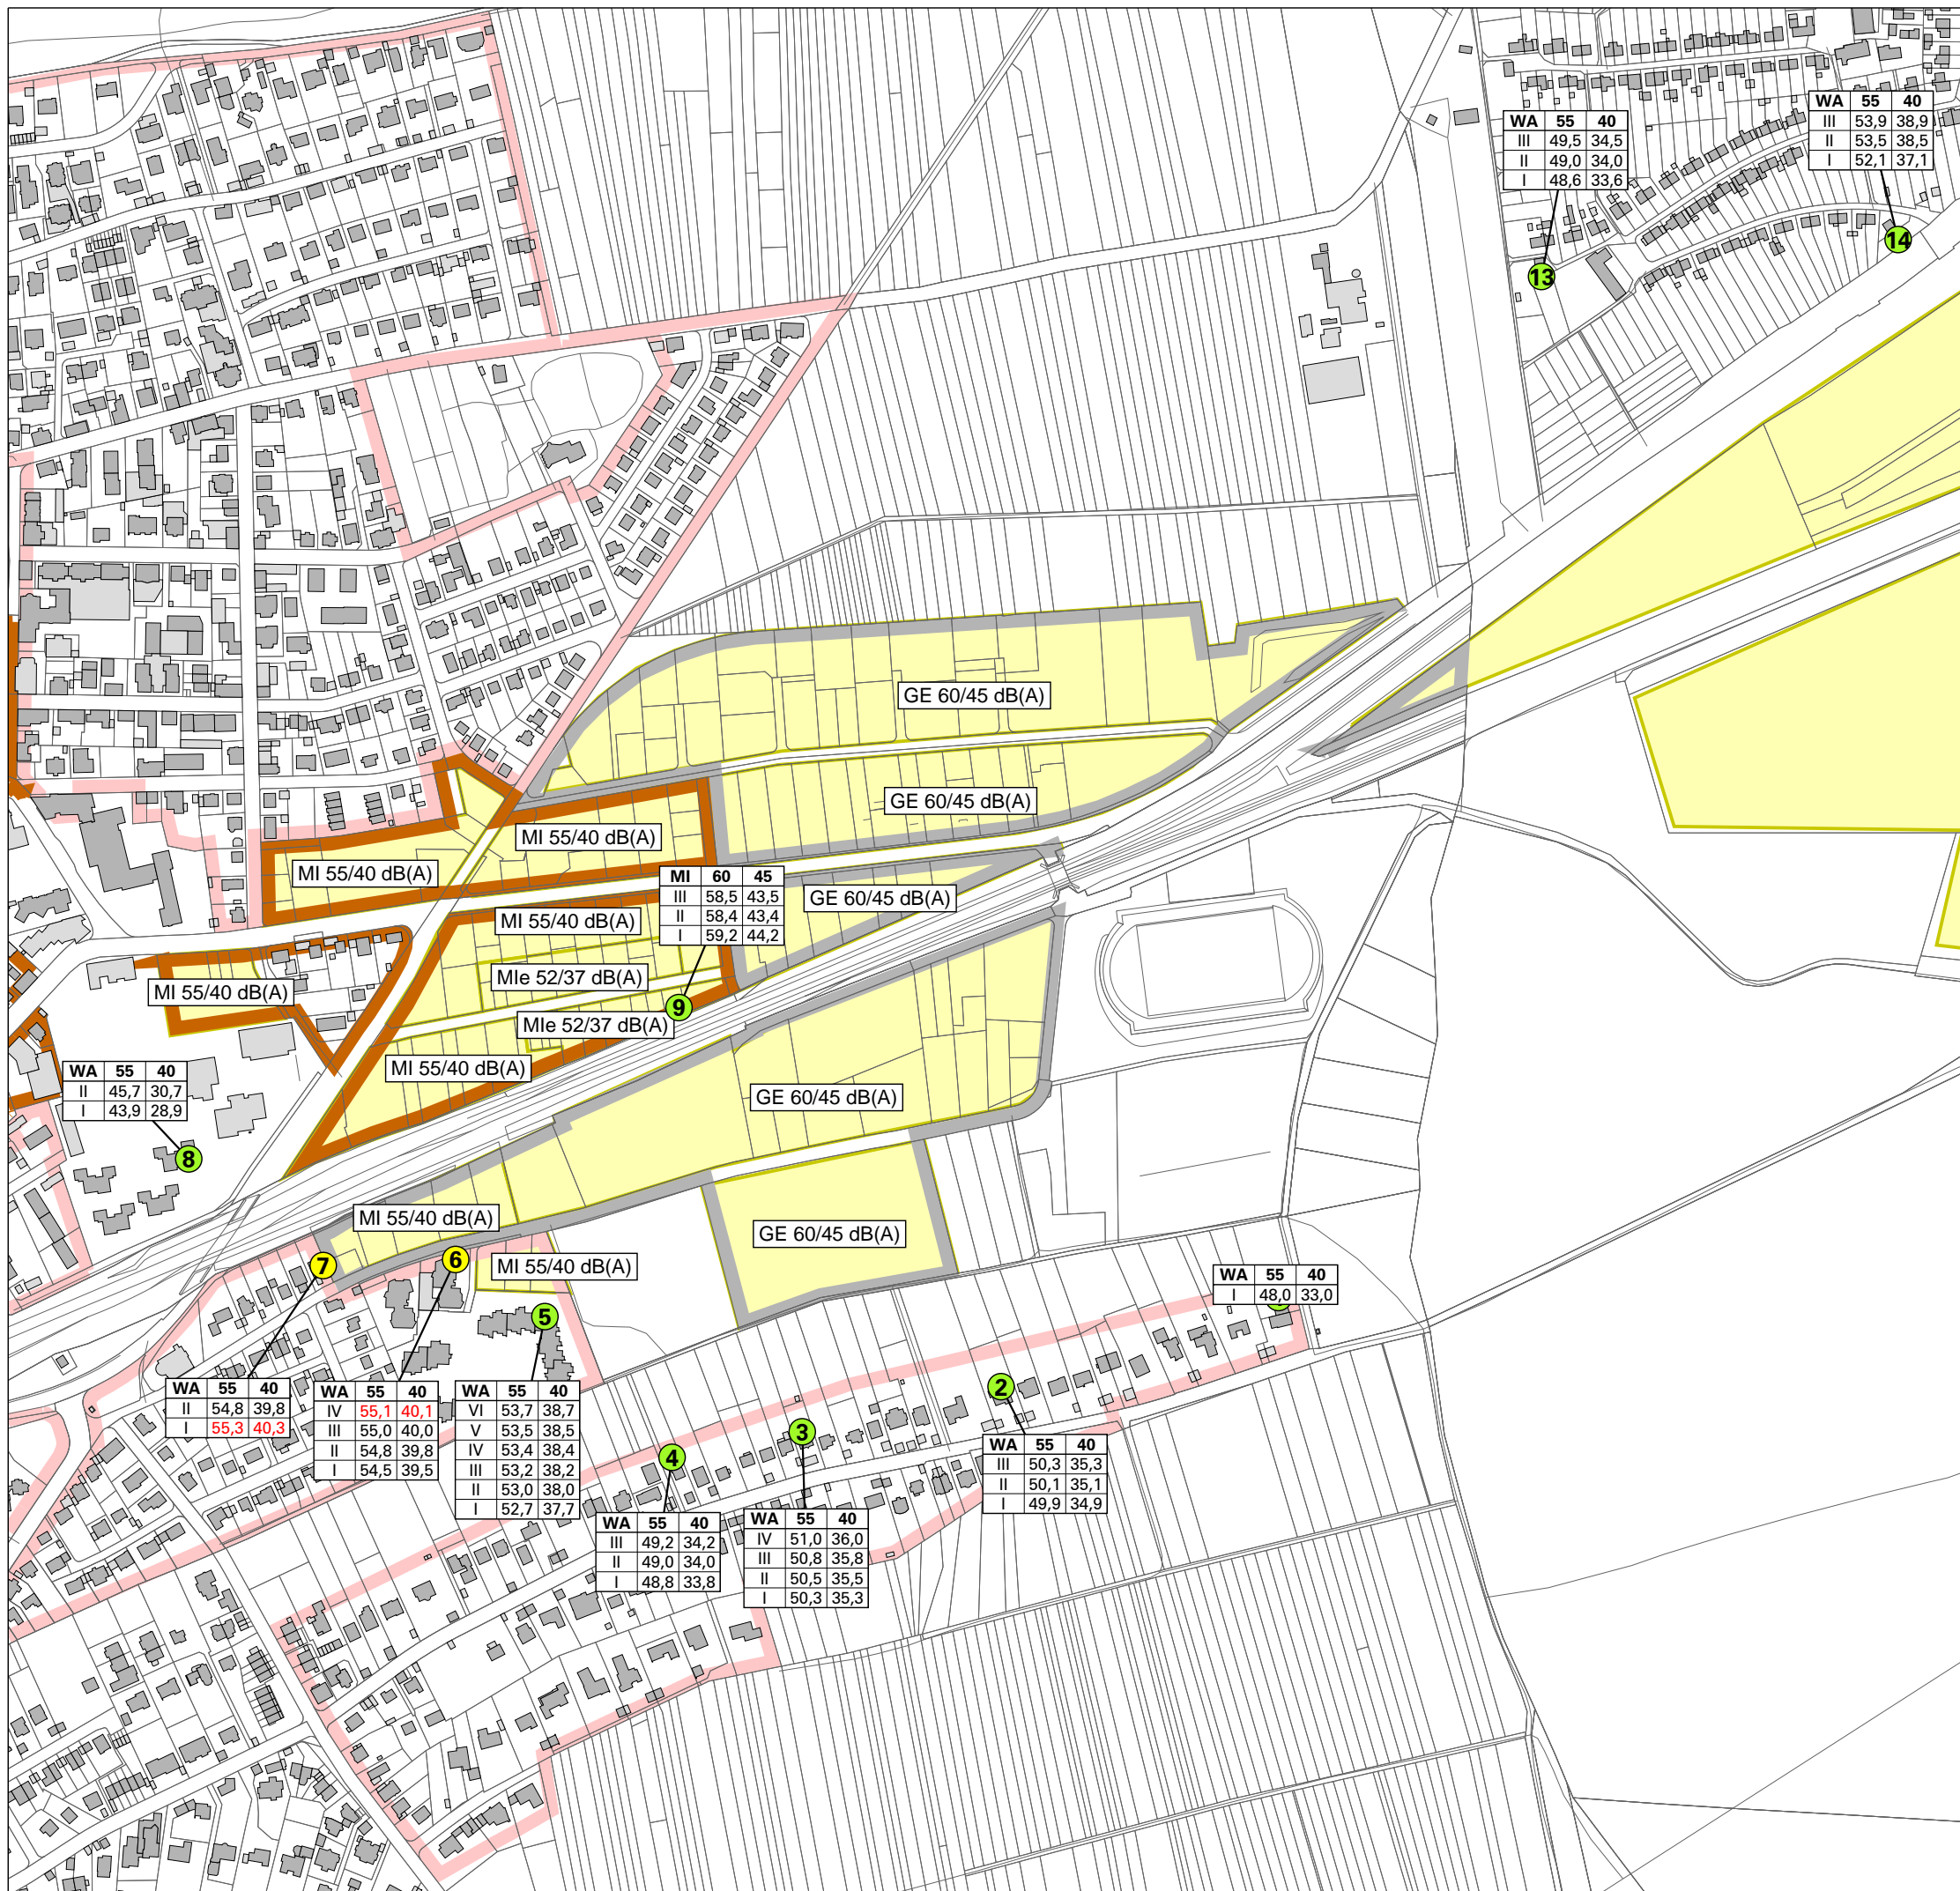 WA 55 40
III 53,9 38,9
II 53,5 38,5
I 52,1 37,1
14
WA 55 40
III 49,5 34,5
II 49,0 34,0
I 48,6 33,6
13
GE 60/45 dB(A)
GE 60/45 dB(A)
MI 55/40 dB(A)
MI 55/40 dB(A)
MI 60 45
III 58,5 43,5
II 58,4 43,4
I 59,2 44,2
9
GE 60/45 dB(A)
MI 55/40 dB(A)
MIe 52/37 dB(A)
MI 55/40 dB(A)
MIe 52/37 dB(A)
MI 55/40 dB(A)
WA 55 40
II 45,7 30,7
I 43,9 28,9
8
GE 60/45 dB(A)
MI 55/40 dB(A)
GE 60/45 dB(A)
7
6
MI 55/40 dB(A)
5
WA 55 40
I 48,0 33,0
WA 55 40
II 54,8 39,8
I 55,3 40,3
WA 55 40
IV 55,1 40,1
III 55,0 40,0
II 54,8 39,8
I 54,5 39,5
WA 55 40
VI 53,7 38,7
V 53,5 38,5
IV 53,4 38,4
III 53,2 38,2
II 53,0 38,0
I 52,7 37,7
2
3
4
WA 55 40
III 50,3 35,3
II 50,1 35,1
I 49,9 34,9
WA 55 40
III 49,2 34,2
II 49,0 34,0
I 48,8 33,8
WA 55 40
IV 51,0 36,0
III 50,8 35,8
II 50,5 35,5
I 50,3 35,3